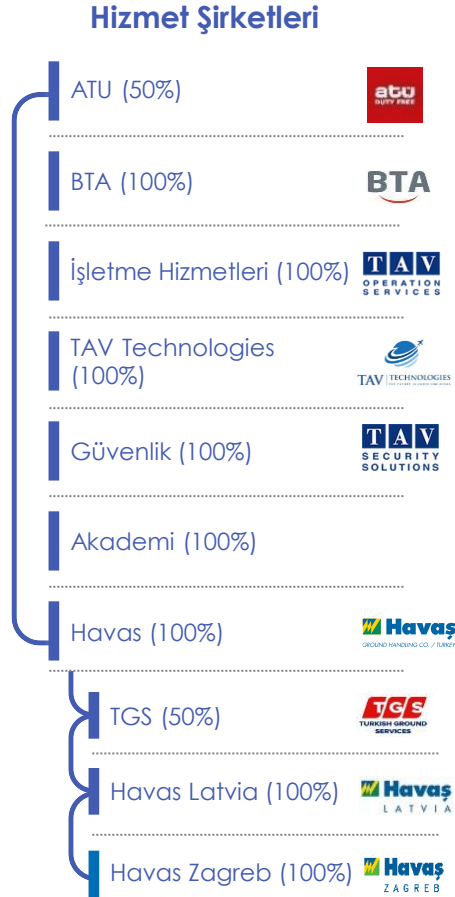 Hizmet Şirketleri
ATU (50%)
atu
DUTY FREE
BTA (100%)
BTA
İşletme Hizmetleri (100%)
TAV
OPERATION
SERVICES
TAV Technologies
(100%)
TAV TECHNOLOGIES
Güvenlik (100%)
TAV
SECURITY
SOLUTIONS
Akademi (100%)
Havas (100%)
Havaş
GROUND HANDLING CO. / TURKEY
TGS (50%)
TGS
TURKISH GROUND
SERVICES
Havas Latvia (100%)
Havaş
LATVIA
Havas Zagreb (100%)
Havaş
ZAGREB